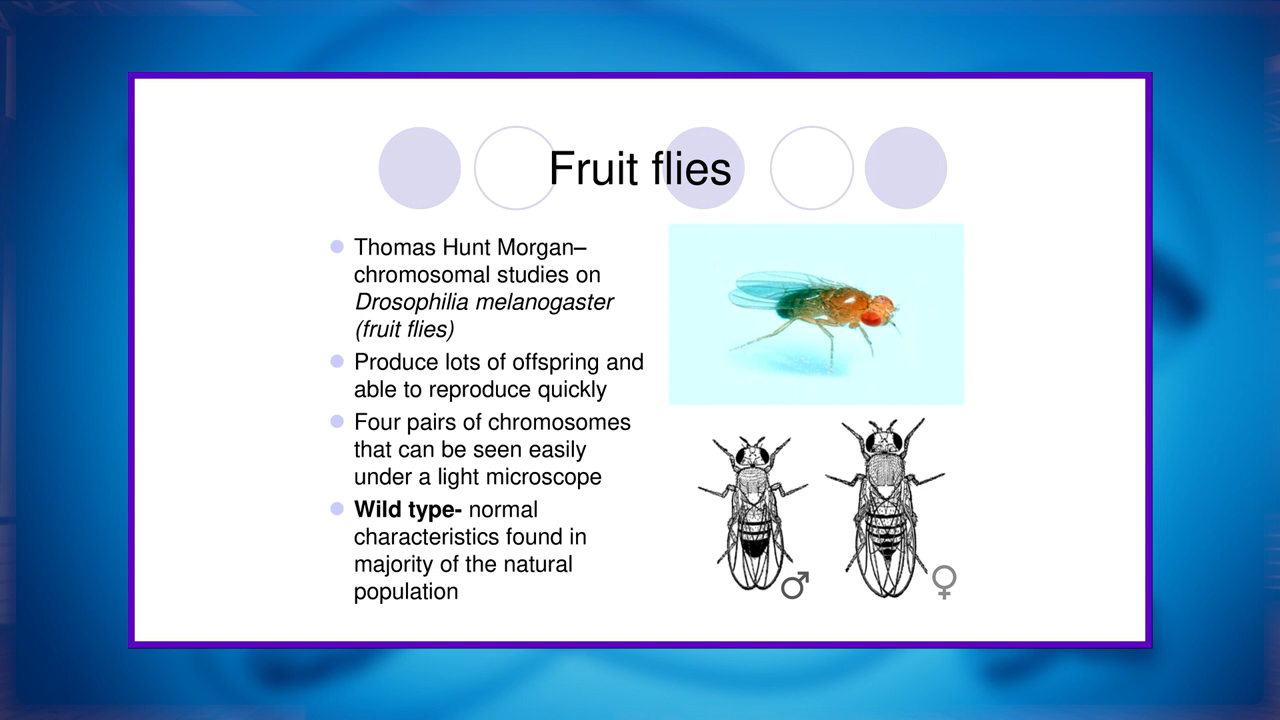 Fruit flies
Thomas Hunt Morgan–
chromosomal studies on
Drosophila melanogaster
(fruit flies)
Produce lots of offspring and
able to reproduce quickly
Four pairs of chromosomes
that can be seen easily
under a light microscope
Wild type- normal
characteristics found in
majority of the natural
population
♂ ♀